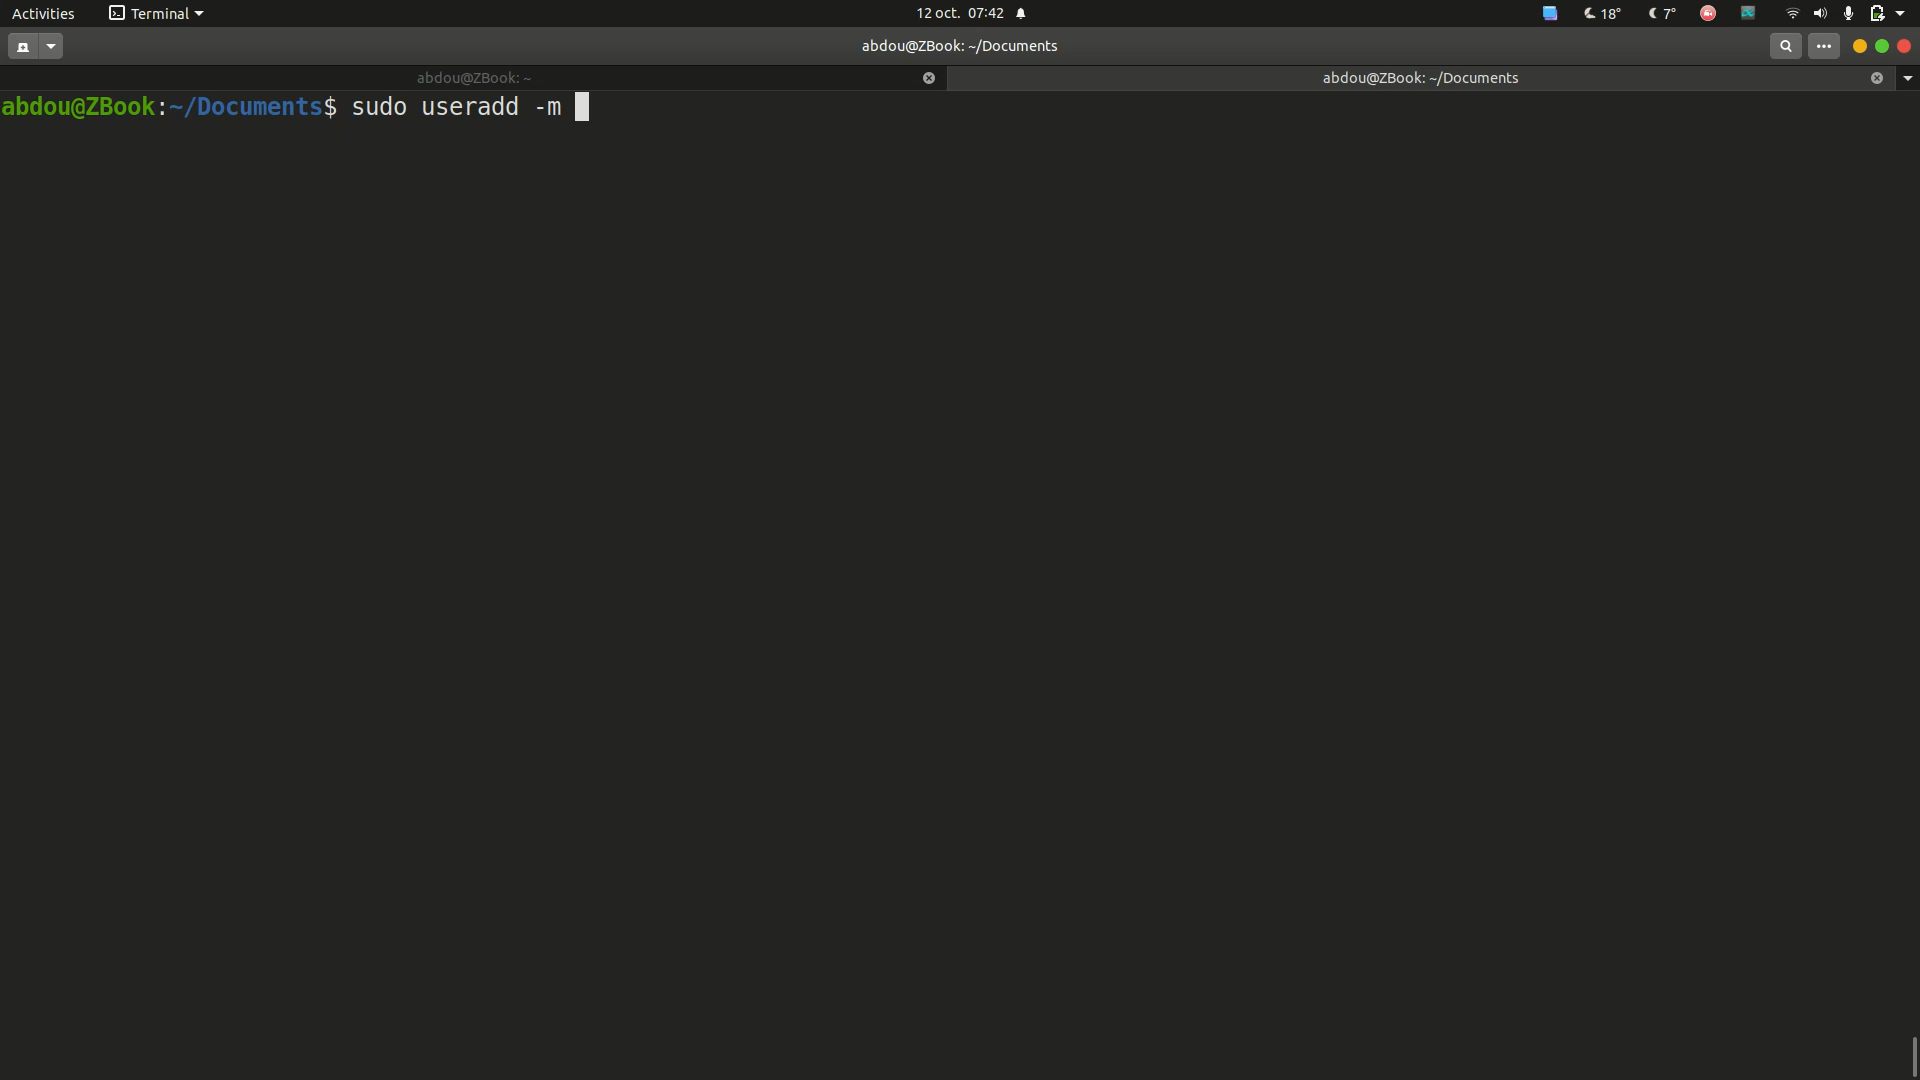 Activities Terminal 12 oct. 07:42 18° 7°
abdou@ZBook: ~/Documents
abdou@ZBook: ~ abdou@ZBook: ~/Documents
abdou@ZBook:~/Documents$ sudo useradd -m